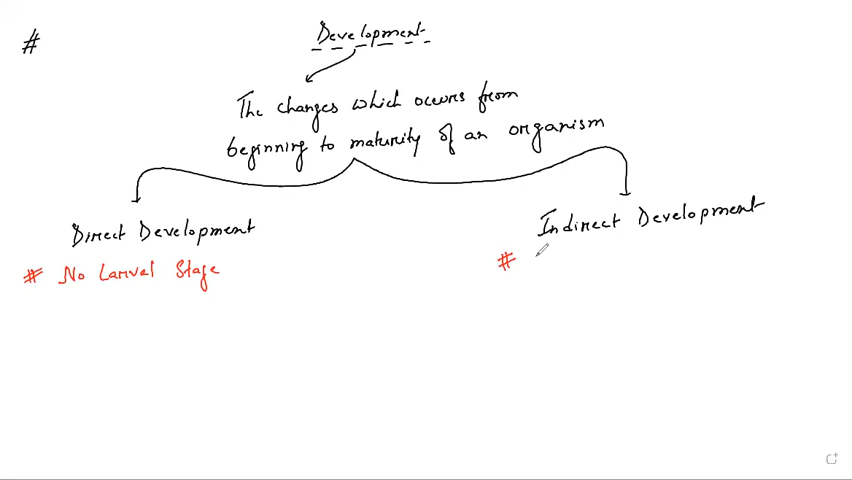 # Development
The changes which occurs from
beginning to maturity of an organism
Direct Development
Indirect Development
# No Larval Stage
#